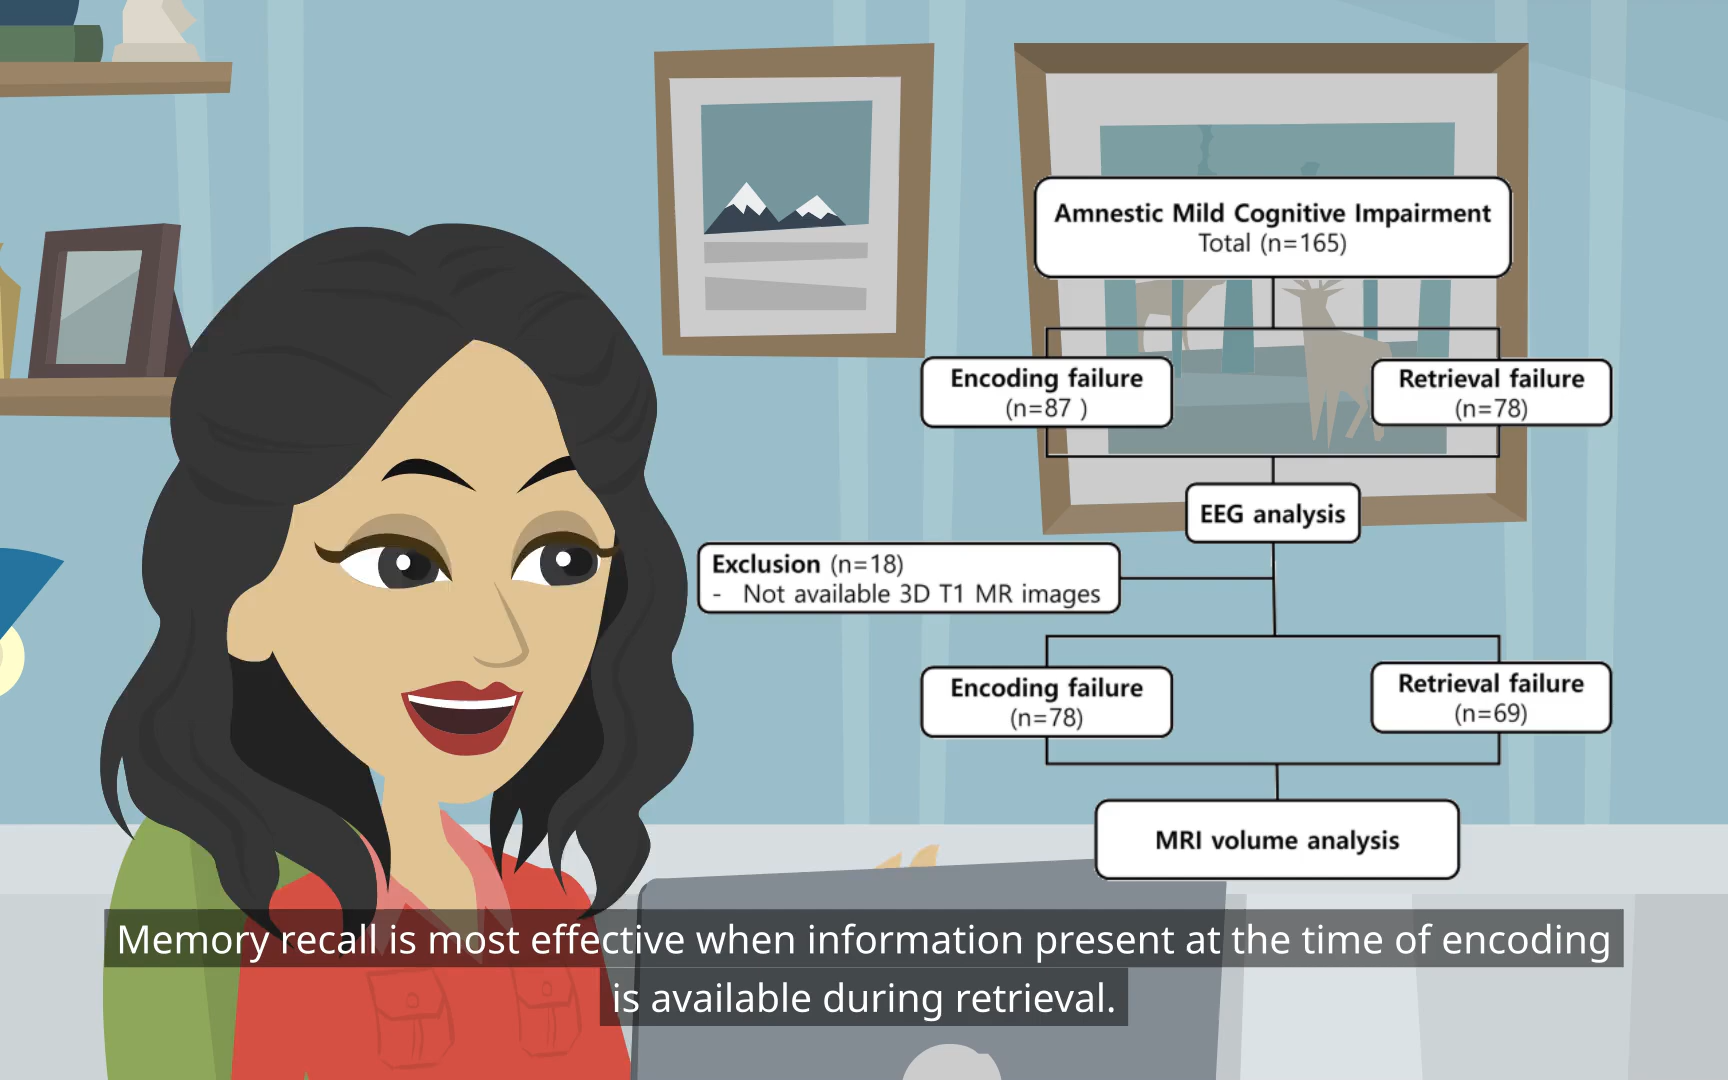 Amnestic Mild Cognitive Impairment
Total (n=165)
Encoding failure
(n=87 )
Retrieval failure
(n=78)
EEG analysis
Exclusion (n=18)
- Not available 3D T1 MR images
Encoding failure
(n=78)
Retrieval failure
(n=69)
MRI volume analysis
Memory recall is most effective when information present at the time of encoding
is available during retrieval.